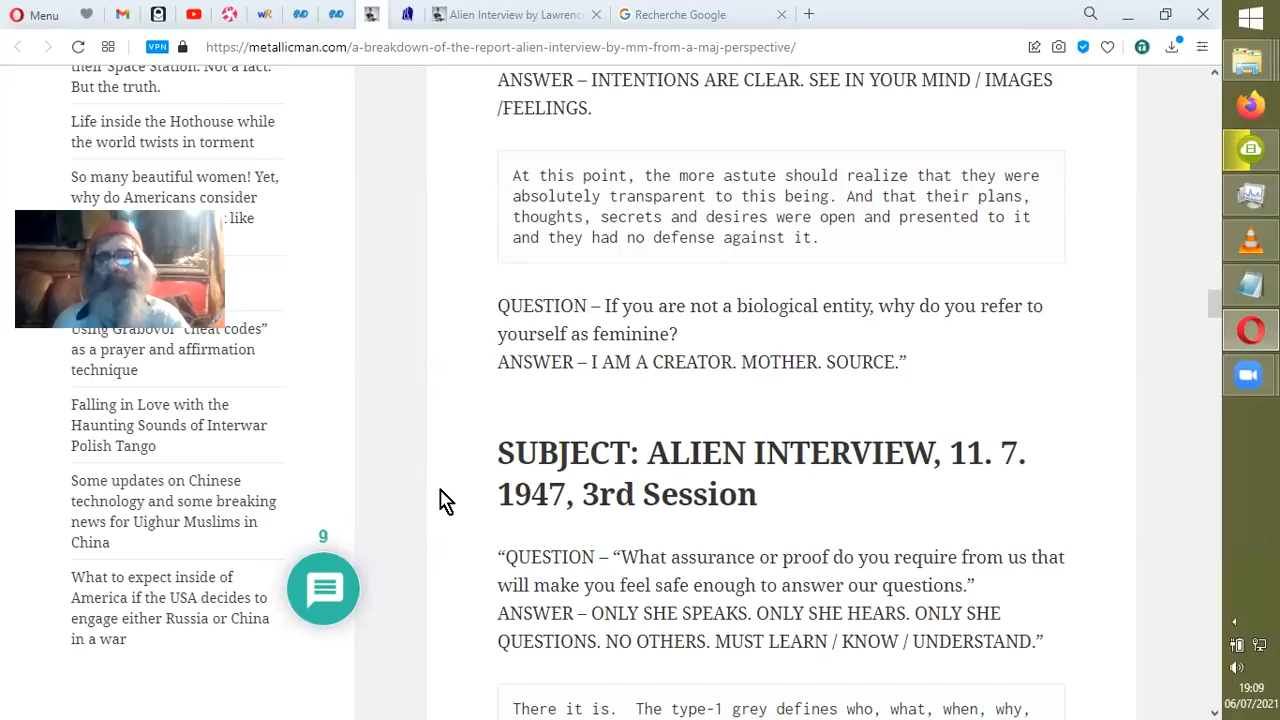 Menu
Alien Interview by Lawrence
Recherche Google
VPN
https://metallicman.com/a-breakdown-of-the-report-alien-interview-by-mm-from-a-maj-perspective/
their Space Station. Not a fact.
But the truth.
Life inside the Hothouse while
the world twists in torment
So many beautiful women! Yet,
why do Americans consider
like
Using Grabovoi “cheat codes”
as a prayer and affirmation
technique
Falling in Love with the
Haunting Sounds of Interwar
Polish Tango
Some updates on Chinese
technology and some breaking
news for Uighur Muslims in
China
What to expect inside of
America if the USA decides to
engage either Russia or China
in a war
9
ANSWER – INTENTIONS ARE CLEAR. SEE IN YOUR MIND / IMAGES
/FEELINGS.
At this point, the more astute should realize that they were
absolutely transparent to this being. And that their plans,
thoughts, secrets and desires were open and presented to it
and they had no defense against it.
QUESTION – If you are not a biological entity, why do you refer to
yourself as feminine?
ANSWER – I AM A CREATOR. MOTHER. SOURCE.”
SUBJECT: ALIEN INTERVIEW, 11. 7.
1947, 3rd Session
“QUESTION – “What assurance or proof do you require from us that
will make you feel safe enough to answer our questions.”
ANSWER – ONLY SHE SPEAKS. ONLY SHE HEARS. ONLY SHE
QUESTIONS. NO OTHERS. MUST LEARN / KNOW / UNDERSTAND.”
There it is. The type-1 grey defines who, what, when, why,
19:09
06/07/2021